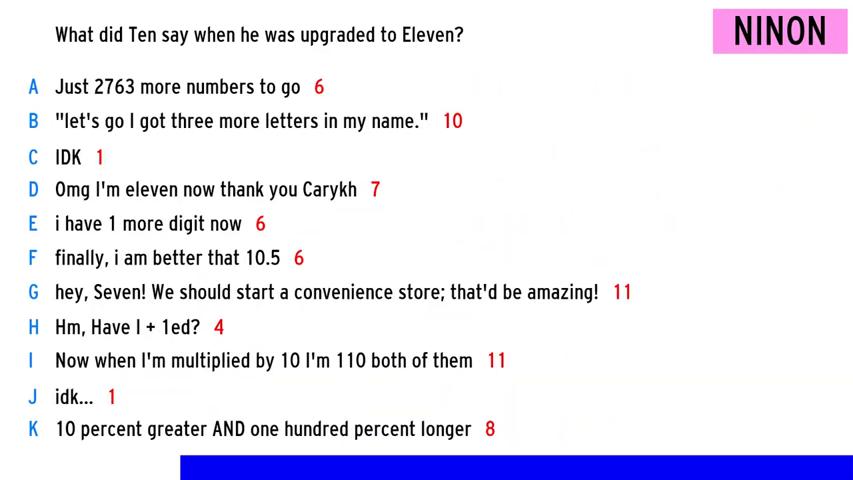 What did Ten say when he was upgraded to Eleven?
NINON
A Just 2763 more numbers to go 6
B "let's go I got three more letters in my name." 10
C IDK 1
D Omg I'm eleven now thank you Carykh 7
E i have 1 more digit now 6
F finally, i am better that 10.5 6
G hey, Seven! We should start a convenience store; that'd be amazing! 11
H Hm, Have I + 1ed? 4
I Now when I'm multiplied by 10 I'm 110 both of them 11
J idk... 1
K 10 percent greater AND one hundred percent longer 8